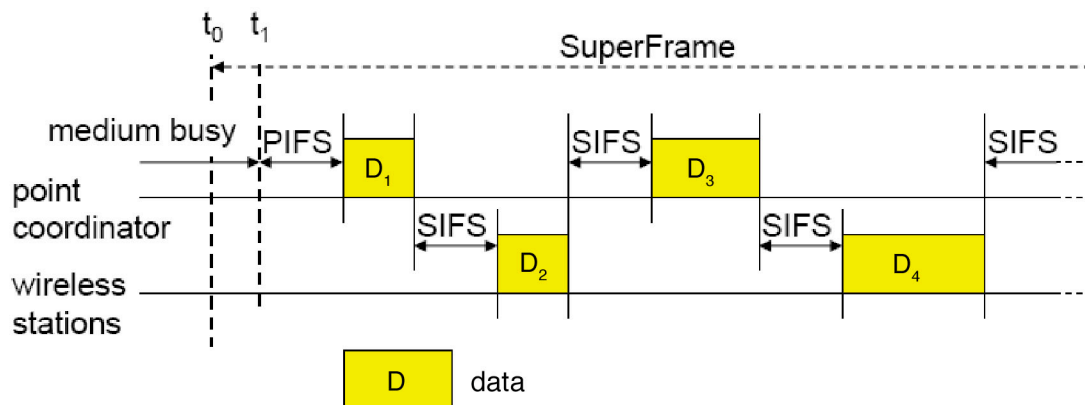 t0 t1
SuperFrame
medium busy
PIFS
SIFS
SIFS
D1
D3
point
coordinator
SIFS
SIFS
D2
D4
wireless
stations
D data